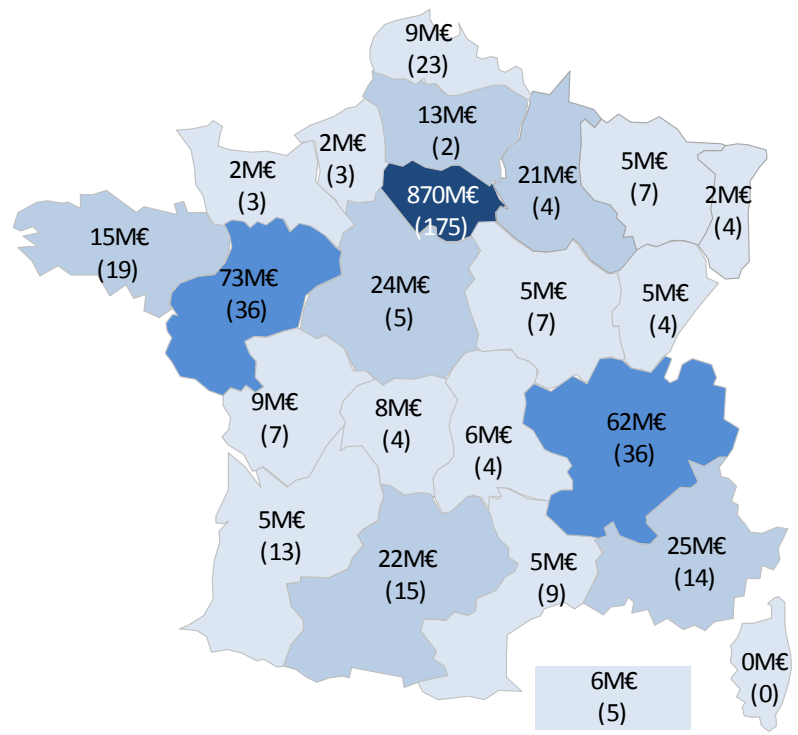 9M€
(23)
13M€
(2)
2M€
(3)
2M€
(3)
5M€
(7)
21M€
(4)
2M€
(4)
870M€
(175)
15M€
(19)
73M€
(36)
24M€
(5)
5M€
(7)
5M€
(4)
9M€
(7)
8M€
(4)
6M€
(4)
62M€
(36)
5M€
(13)
22M€
(15)
5M€
(9)
25M€
(14)
6M€
(5)
0M€
(0)